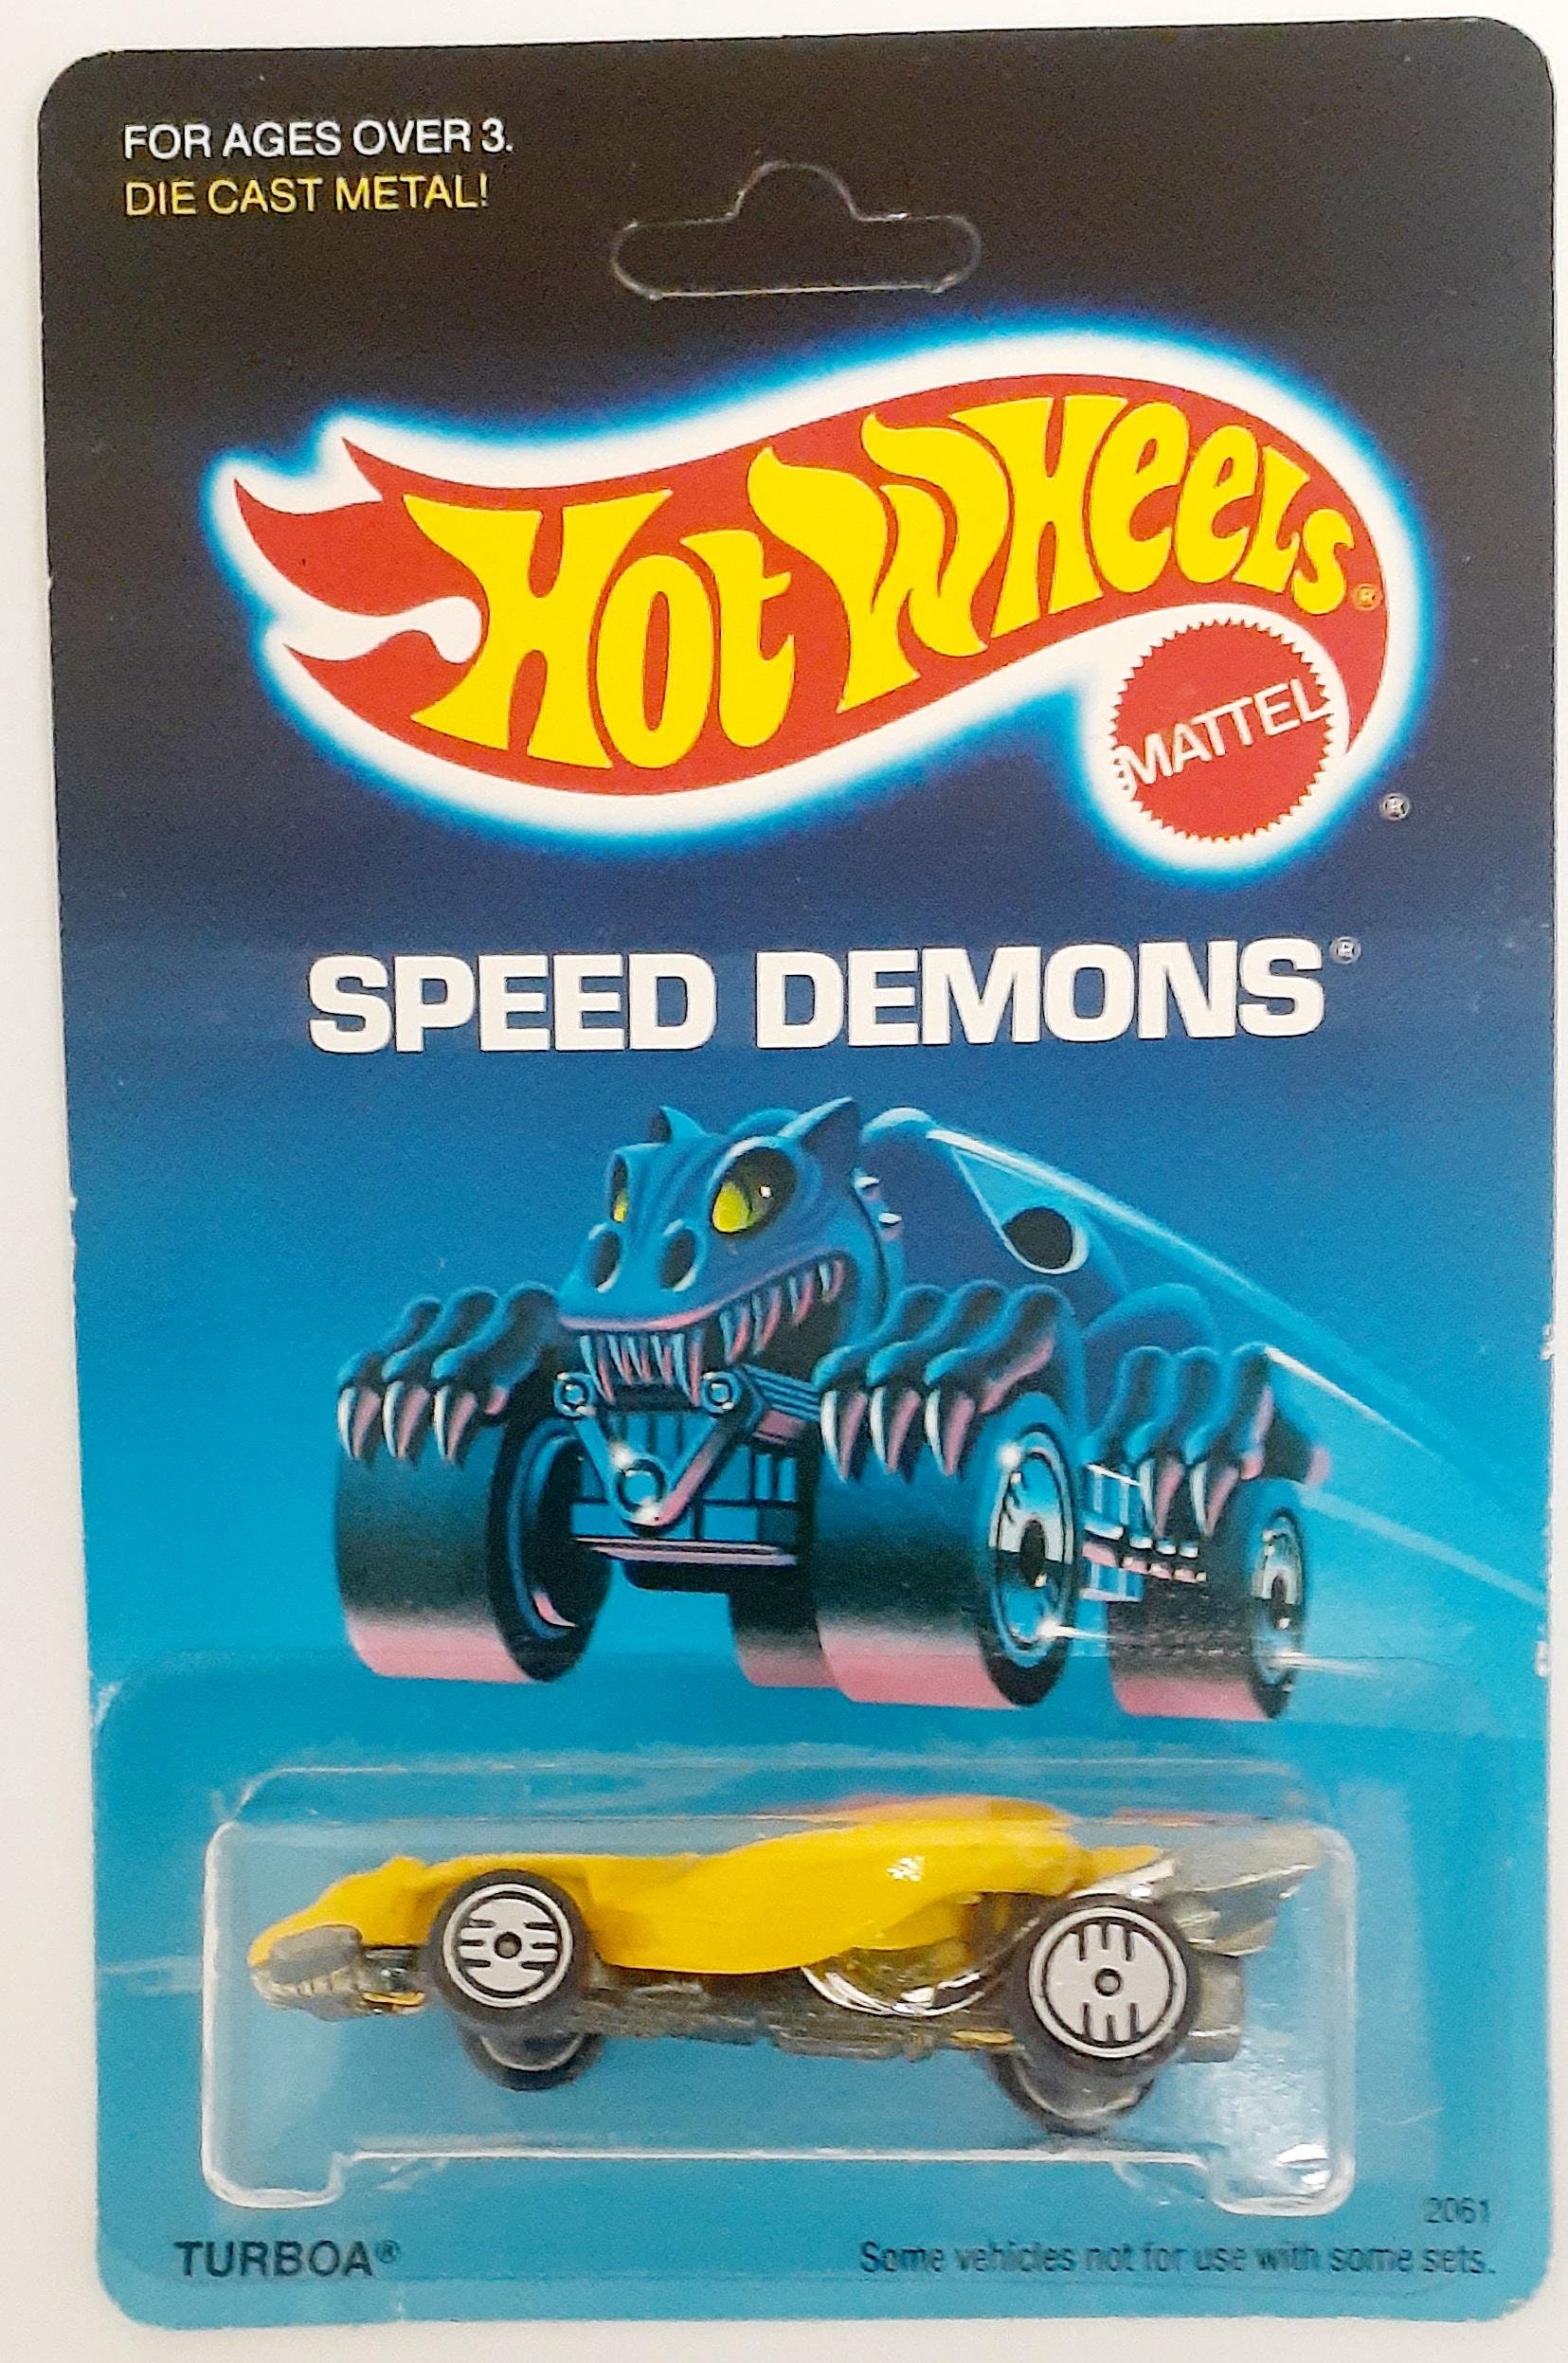 FOR AGES OVER 3.
DIE CAST METAL!
HOT WHEELS®
MATTEL
®
SPEED DEMONS®
2061
TURBOA®
Some vehicles not for use with some sets.